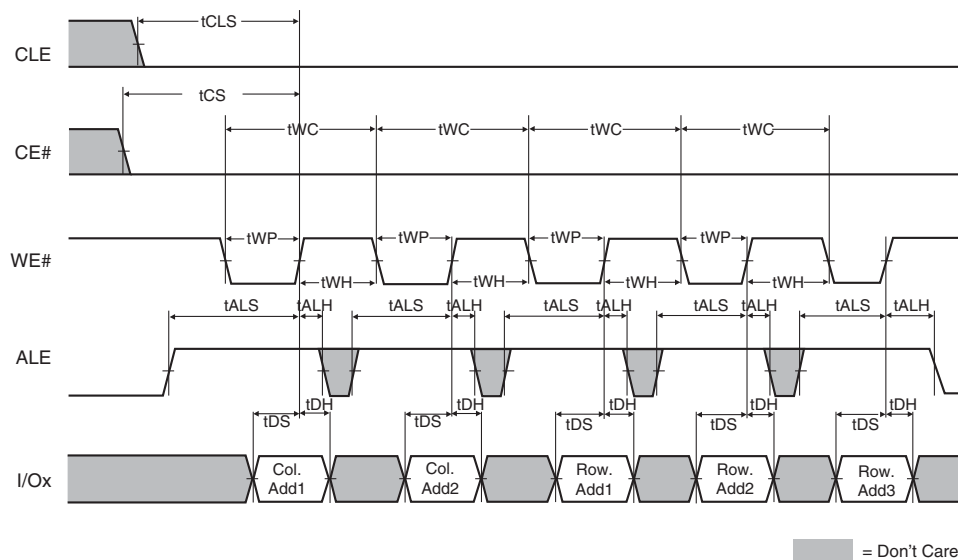 tCLS
CLE
tCS
tWC tWC tWC tWC
CE#
tWP tWP tWP tWP
WE#
tWH tWH tWH tWH
tALS tALH tALS tALH tALS tALH tALS tALH tALS tALH
ALE
tDH tDH tDH tDH tDH
tDS tDS tDS tDS tDS
I/Ox
Col. Add1
Col. Add2
Row. Add1
Row. Add2
Row. Add3
= Don't Care